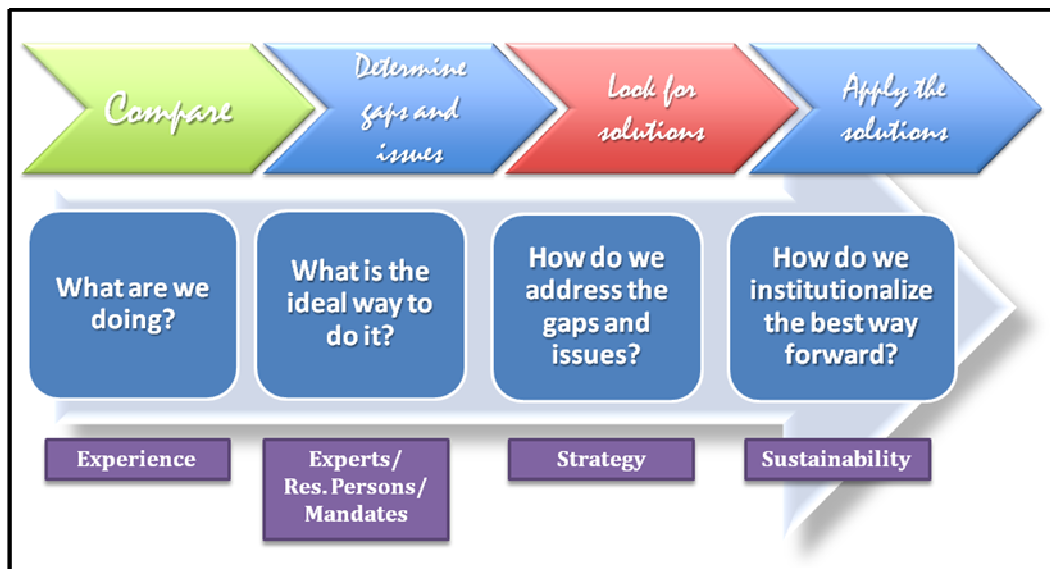 Compare
Determine
gaps and
issues
Look for
solutions
Apply the
solutions
What are we
doing?
What is the
ideal way to
do it?
How do we
address the
gaps and
issues?
How do we
institutionalize
the best way
forward?
Experience
Experts/
Res. Persons/
Mandates
Strategy
Sustainability